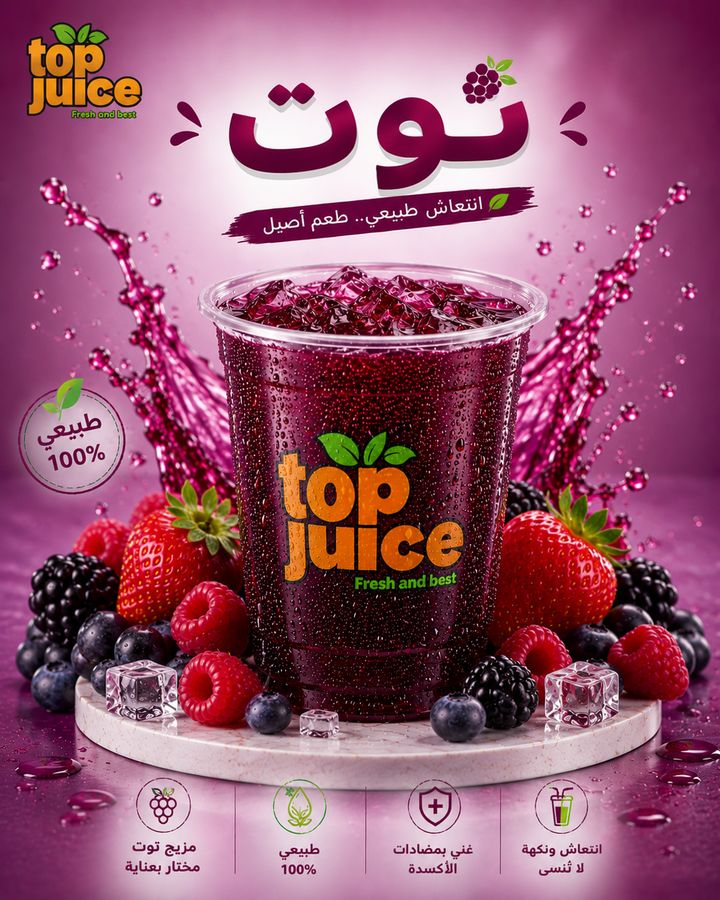 top
juice
Fresh and best
توت
انتعاش طبيعي.. طعم أصيل
طبيعي
100%
top
juice
Fresh and best
انتعاش ونكهة
لا تُنسى
غني بمضادات
الأكسدة
طبيعي
100%
مزيج توت
مختار بعناية